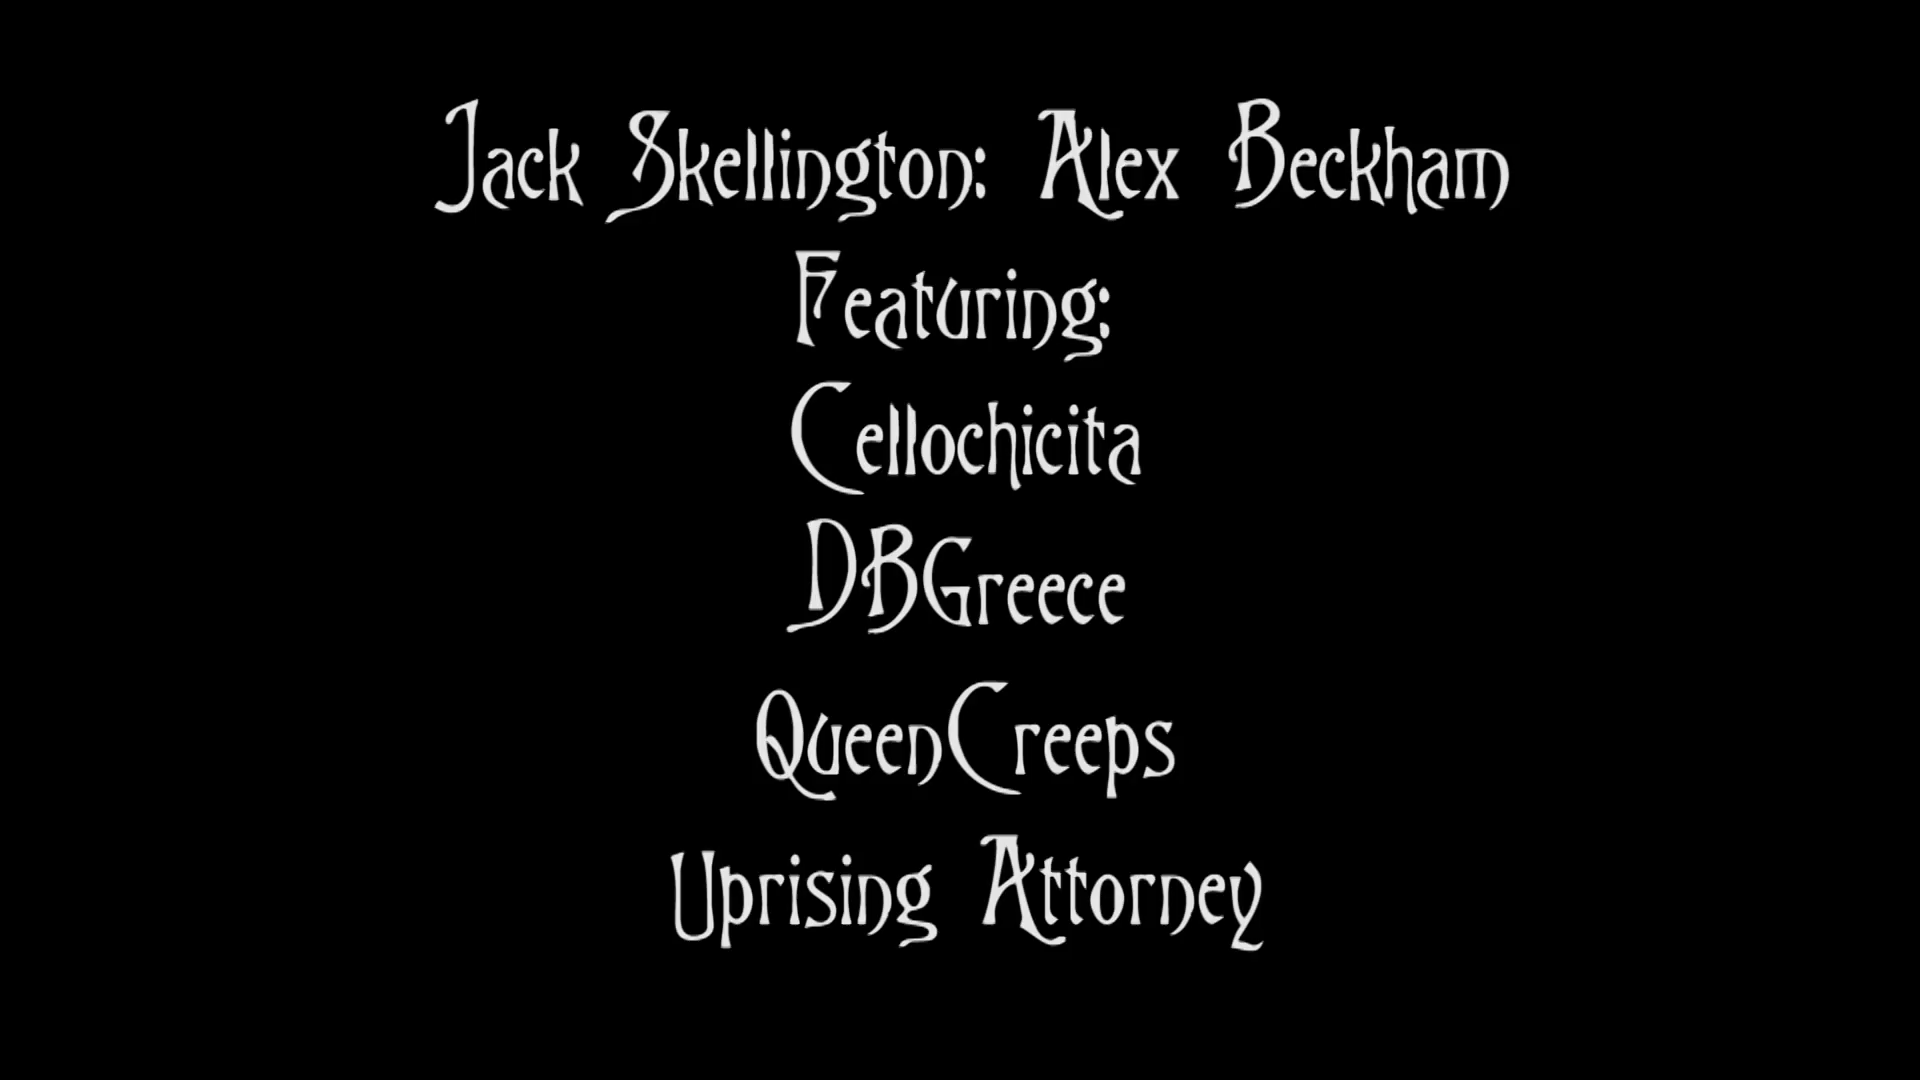 Jack Skellington: Alex Beckham
Featuring:
Cellochicita
DBGreece
QueenCreeps
Uprising Attorney